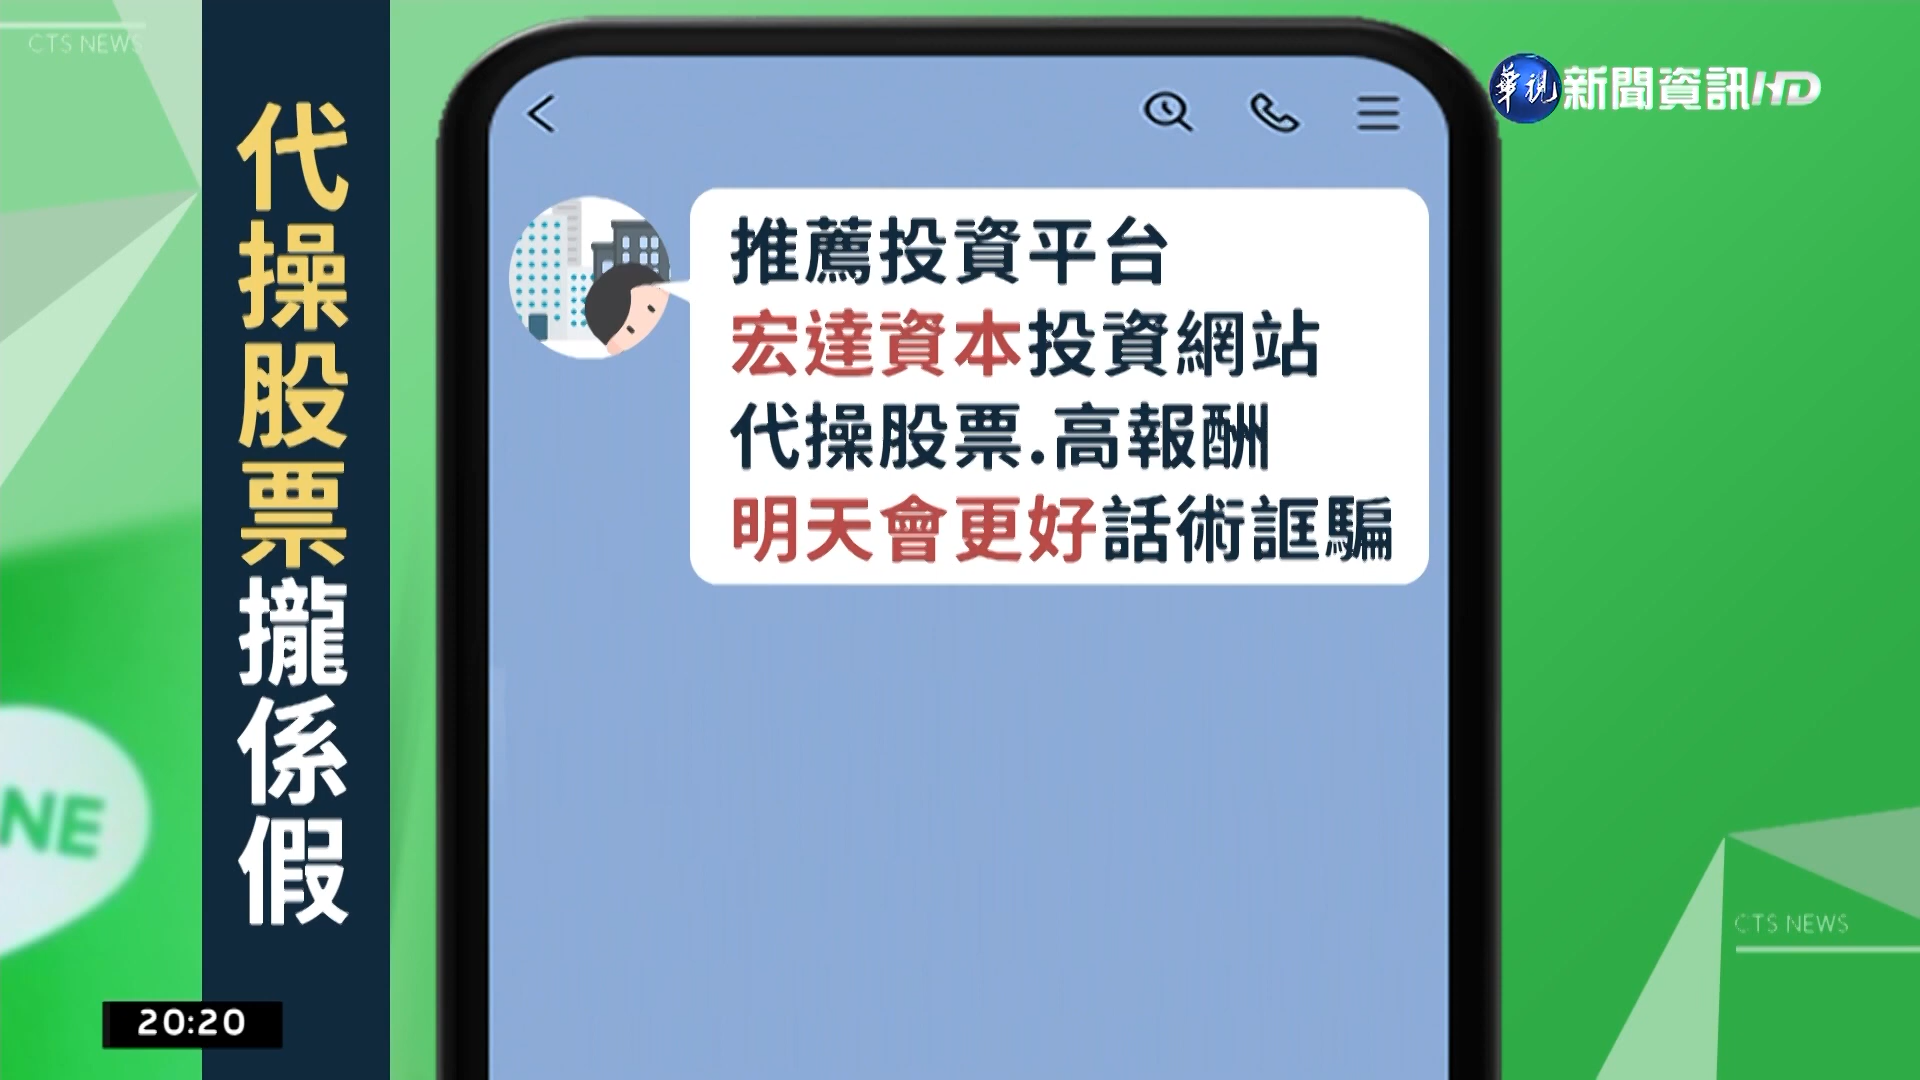 CTS NEWS
華視新聞資訊HD
代操股票攏係假
推薦投資平台
宏達資本投資網站
代操股票.高報酬
明天會更好話術誆騙
NE
CTS NEWS
20:20